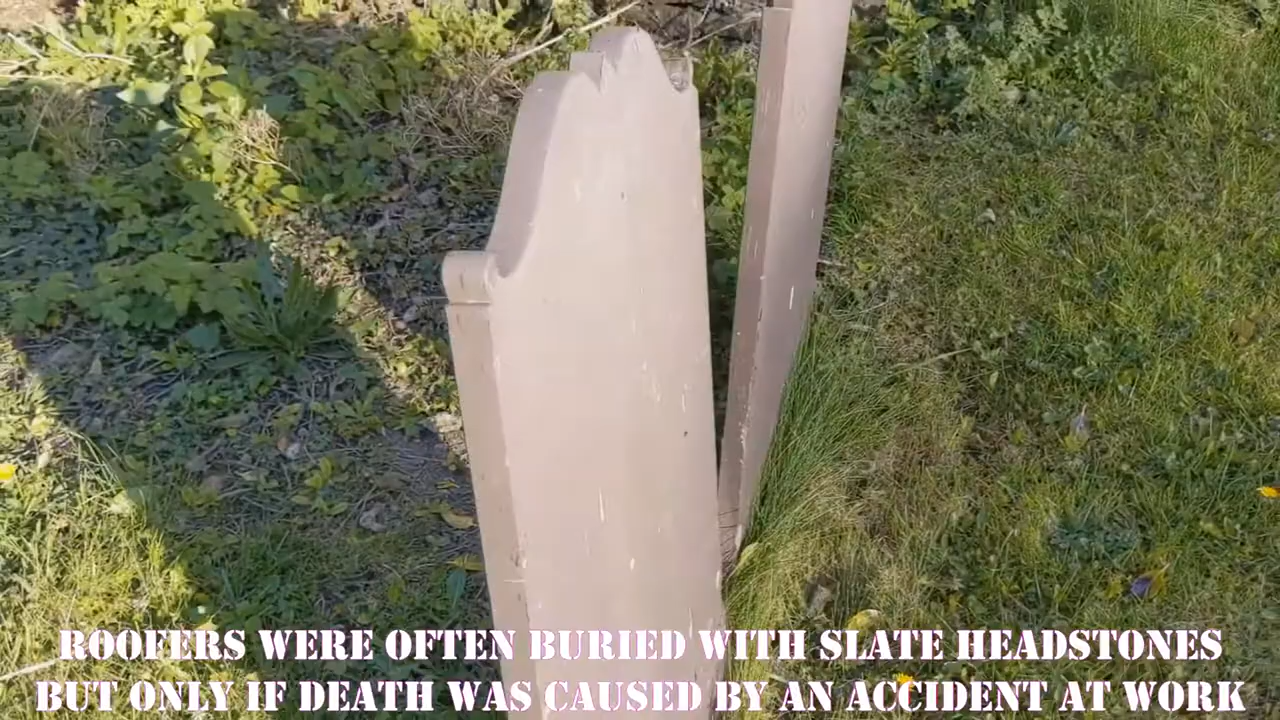 ROOFERS WERE OFTEN BURIED WITH SLATE HEADSTONES
BUT ONLY IF DEATH WAS CAUSED BY AN ACCIDENT AT WORK